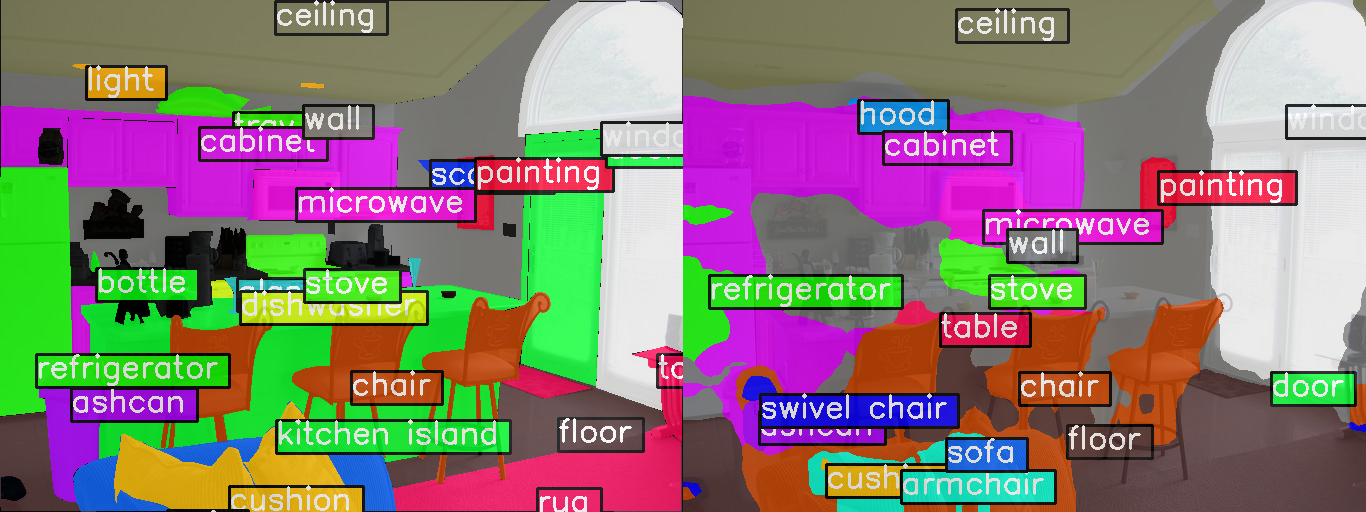 ceiling
light
wall
cabinet
painting
microwave
bottle
stove
dishwasher
refrigerator
ashcan
chair
kitchen island
floor
cushion
rug
ceiling
hood
cabinet
painting
microwave
wall
refrigerator
stove
table
chair
door
swivel chair
ashcan
floor
sofa
armchair